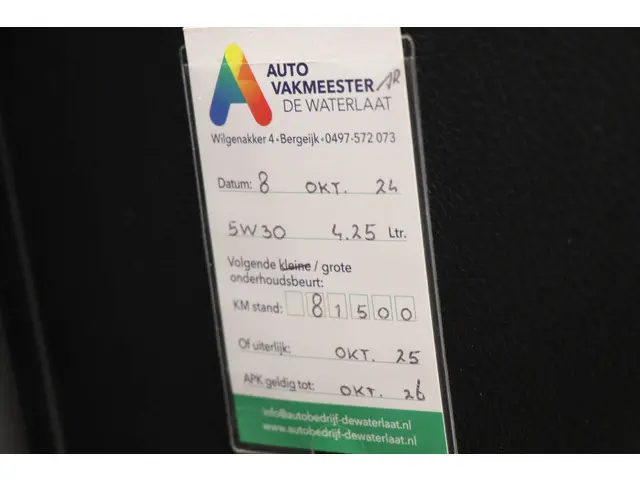 AUTO
VAKMEESTER
DE WATERLAAT
Wilgenakker 4 • Bergeijk • 0497-572 073
Datum: 8 OKT. 24
5W30 4.25 Ltr.
Volgende kleine / grote
onderhoudsbeurt:
KM stand: 81500
Of uiterlijk: OKT. 25
APK geldig tot: OKT. 26
info@autobedrijf-dewaterlaat.nl
www.autobedrijf-dewaterlaat.nl